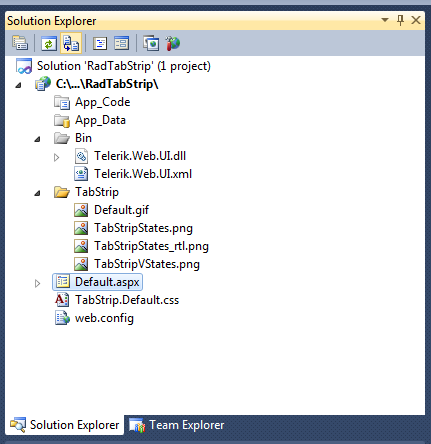 Solution Explorer
Solution 'RadTabStrip' (1 project)
C:\...\RadTabStrip\
App_Code
App_Data
Bin
Telerik.Web.UI.dll
Telerik.Web.UI.xml
TabStrip
Default.gif
TabStripStates.png
TabStripStates_rtl.png
TabStripVStates.png
Default.aspx
TabStrip.Default.css
web.config
Solution Explorer Team Explorer